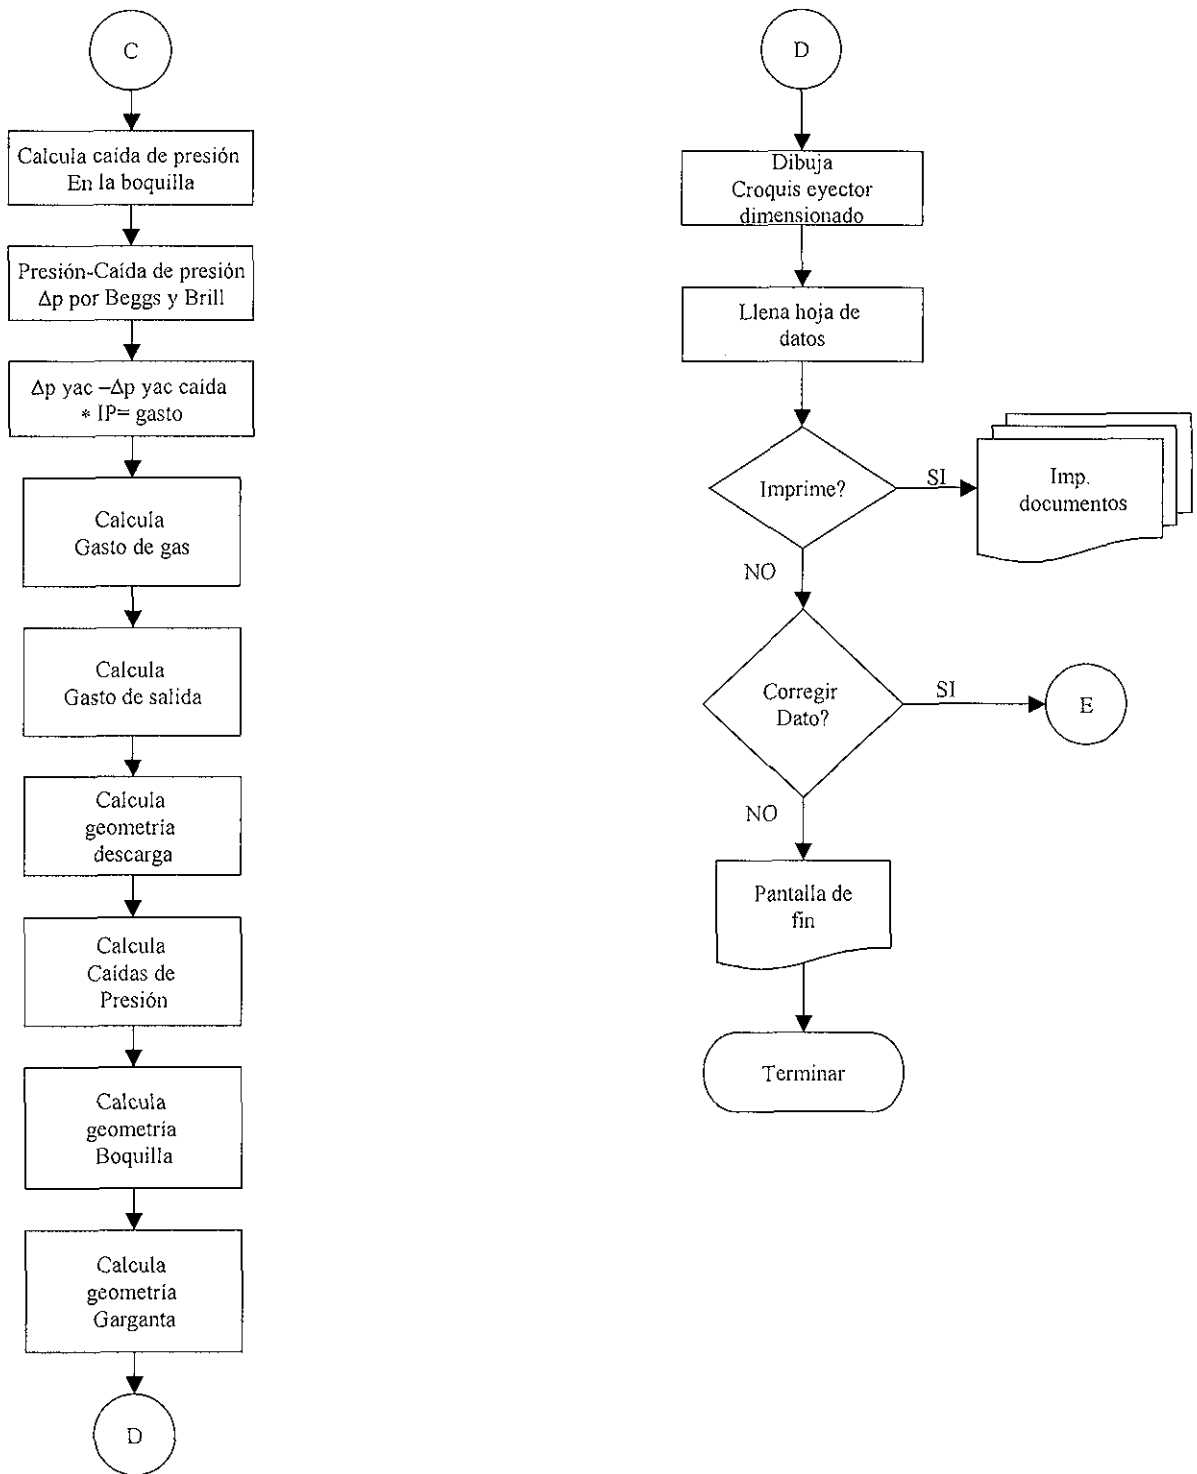 C
Calcula caída de presión
En la boquilla
Presión-Caída de presión
Δp por Beggs y Brill
Δp yac –Δp yac caída
* IP= gasto
Calcula
Gasto de gas
Calcula
Gasto de salida
Calcula
geometría
descarga
Calcula
Caídas de
Presión
Calcula
geometría
Boquilla
Calcula
geometría
Garganta
D
D
Dibuja
Croquis eyector
dimensionado
Llena hoja de
datos
Imprime?
SI
Imp.
documentos
NO
Corregir
Dato?
SI
E
NO
Pantalla de
fin
Terminar